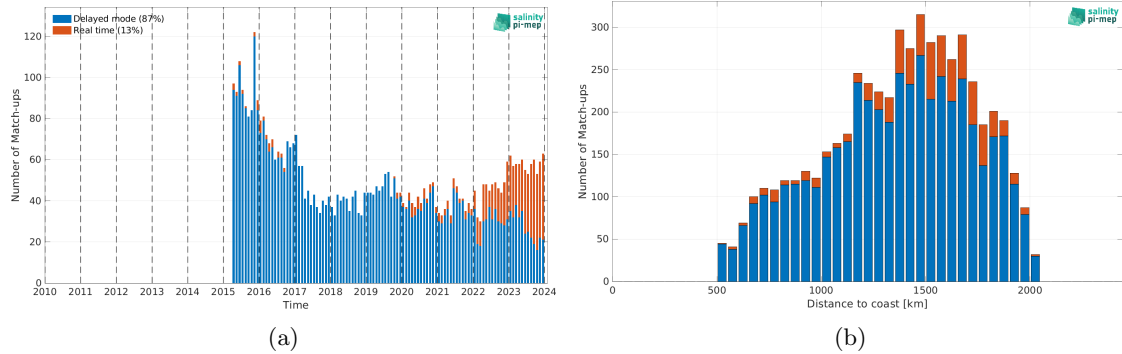 Delayed mode (87%)
Real time (13%)
salinity
pi-mep
Number of Match-ups
120
100
80
60
40
20
0
2010 2011 2012 2013 2014 2015 2016 2017 2018 2019 2020 2021 2022 2023 2024
Time
(a)
salinity
pi-mep
Number of Match-ups
300
250
200
150
100
50
0
0 500 1000 1500 2000
Distance to coast [km]
(b)